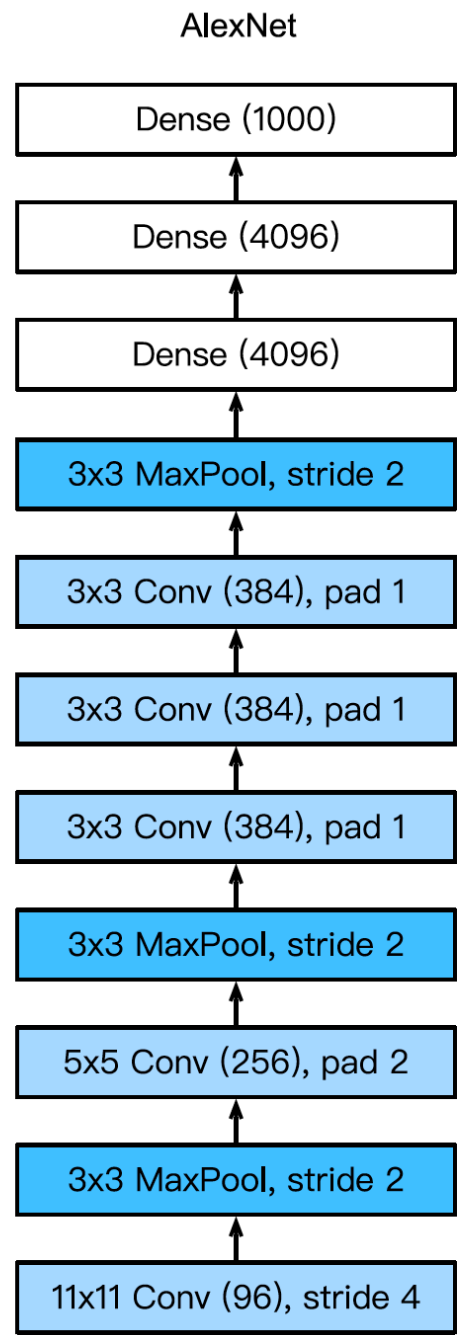 AlexNet
Dense (1000)
Dense (4096)
Dense (4096)
3x3 MaxPool, stride 2
3x3 Conv (384), pad 1
3x3 Conv (384), pad 1
3x3 Conv (384), pad 1
3x3 MaxPool, stride 2
5x5 Conv (256), pad 2
3x3 MaxPool, stride 2
11x11 Conv (96), stride 4